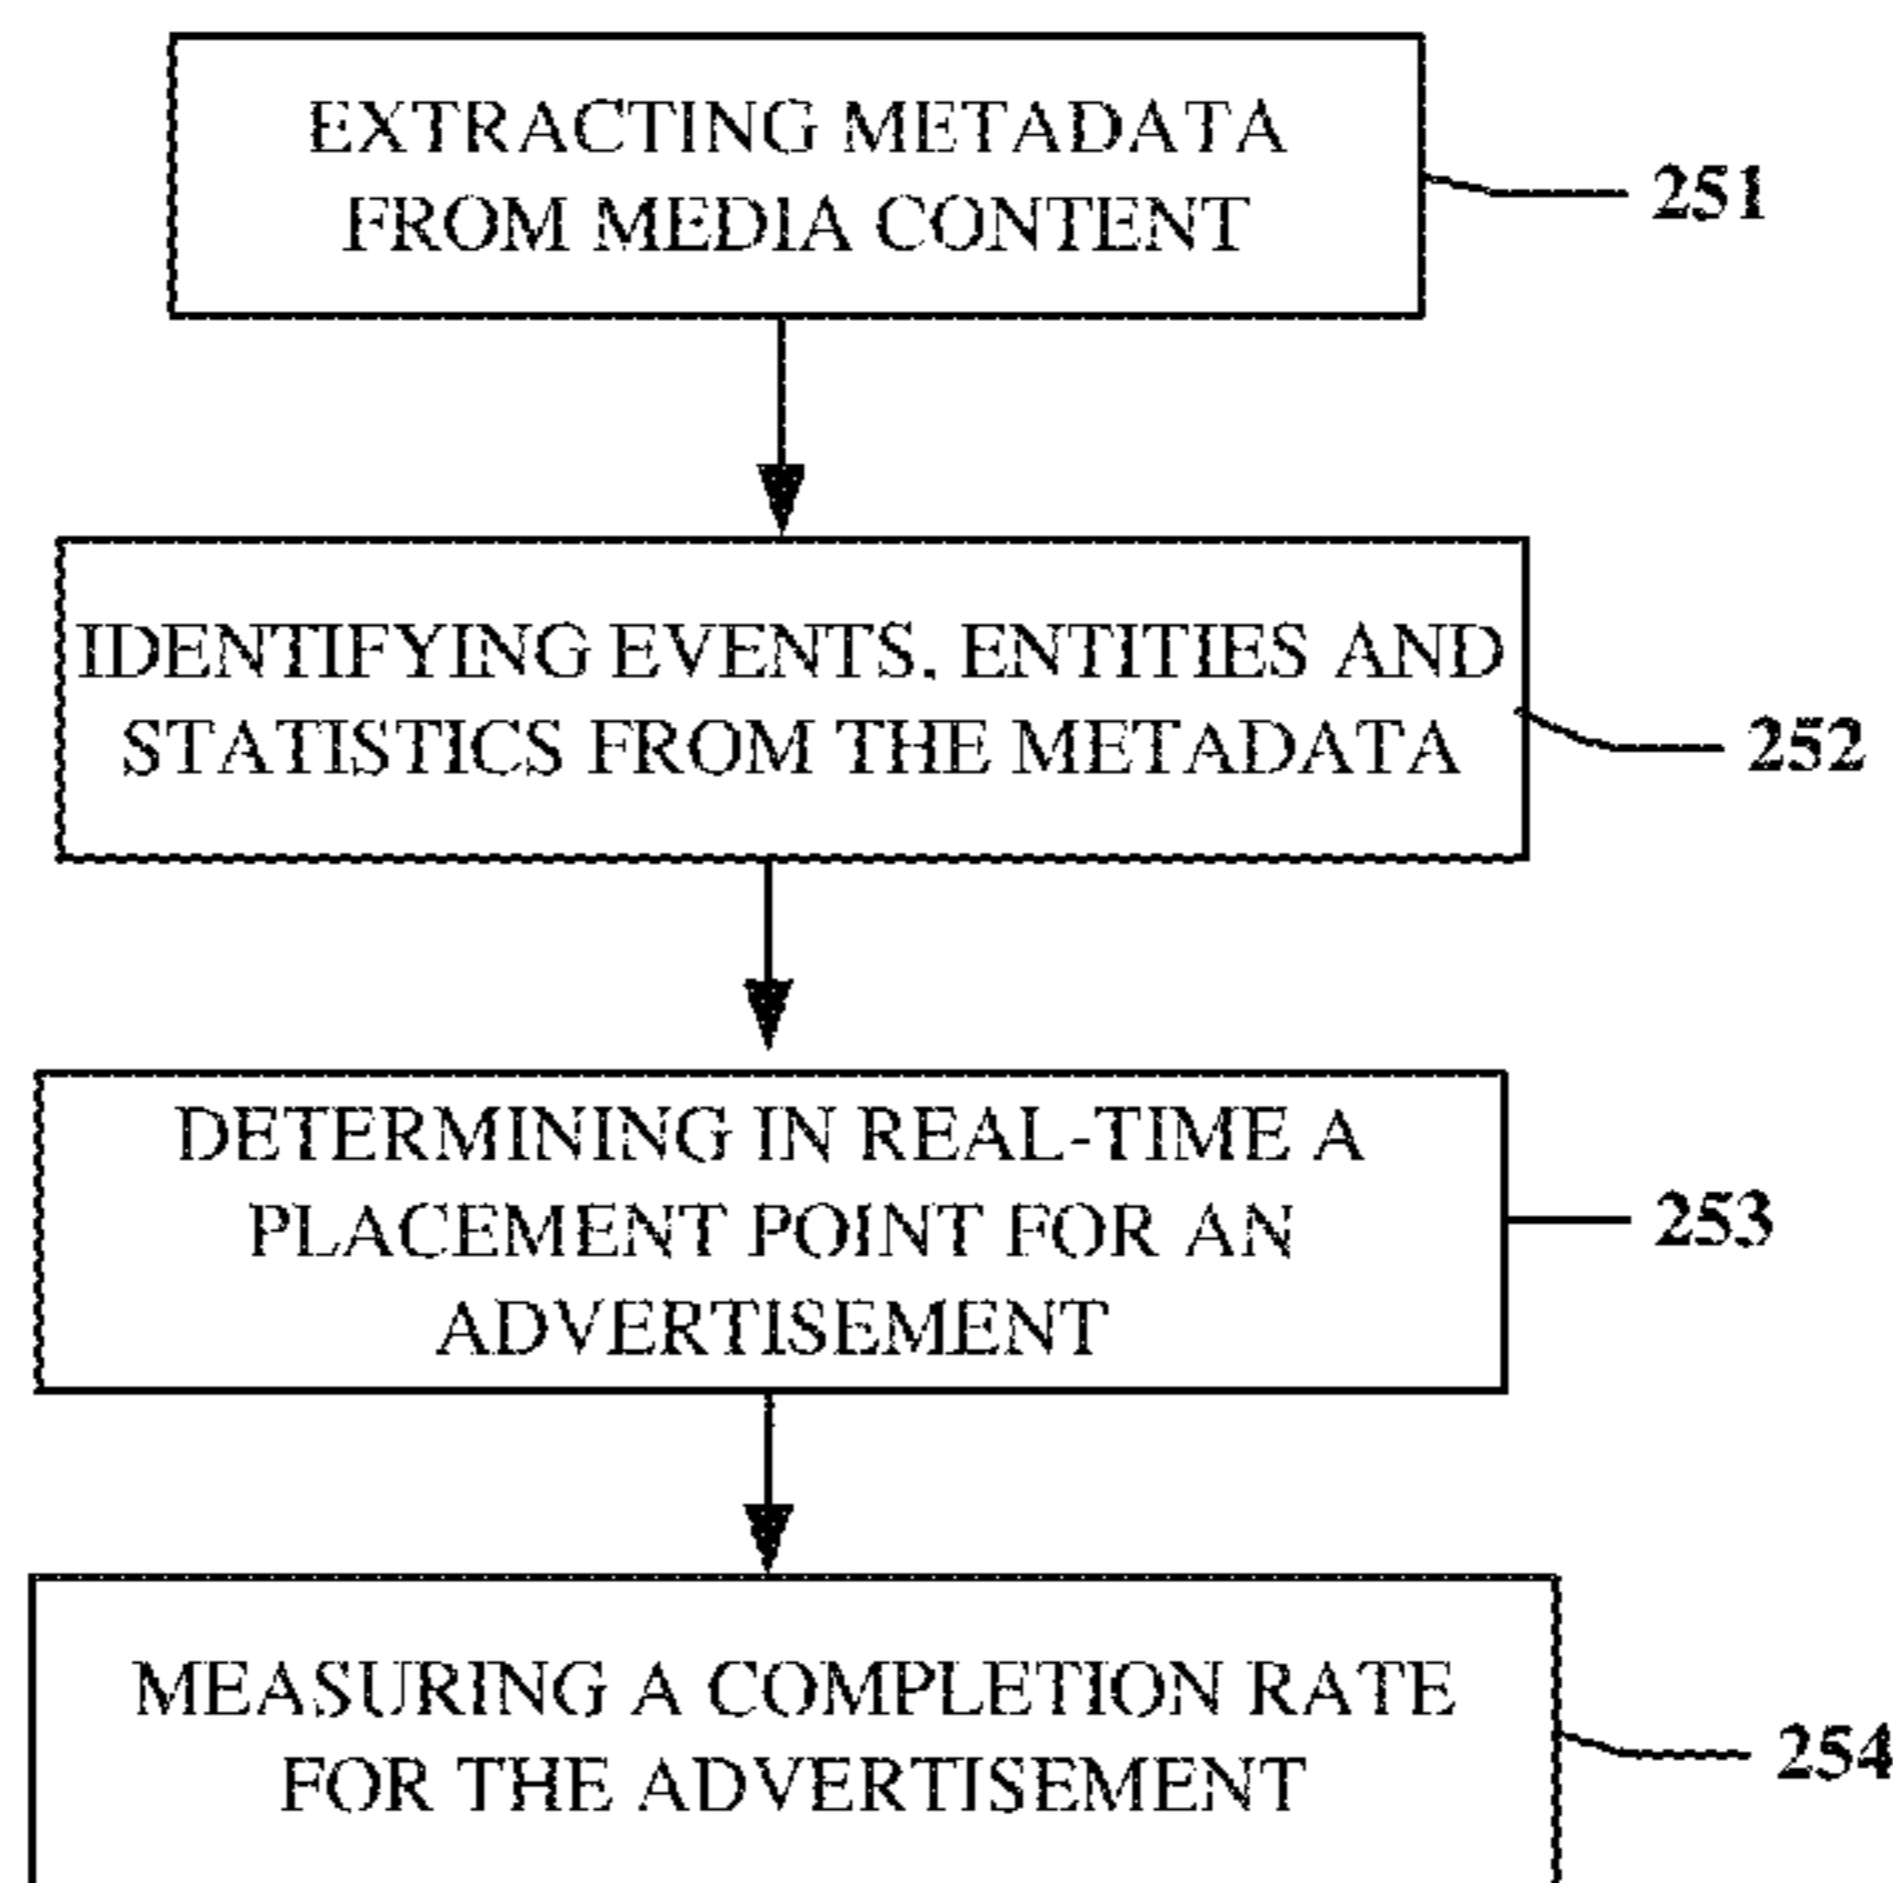 EXTRACTING METADATA
FROM MEDIA CONTENT
251
IDENTIFYING EVENTS, ENTITIES AND
STATISTICS FROM THE METADATA
252
DETERMINING IN REAL-TIME A
PLACEMENT POINT FOR AN
ADVERTISEMENT
253
MEASURING A COMPLETION RATE
FOR THE ADVERTISEMENT
254